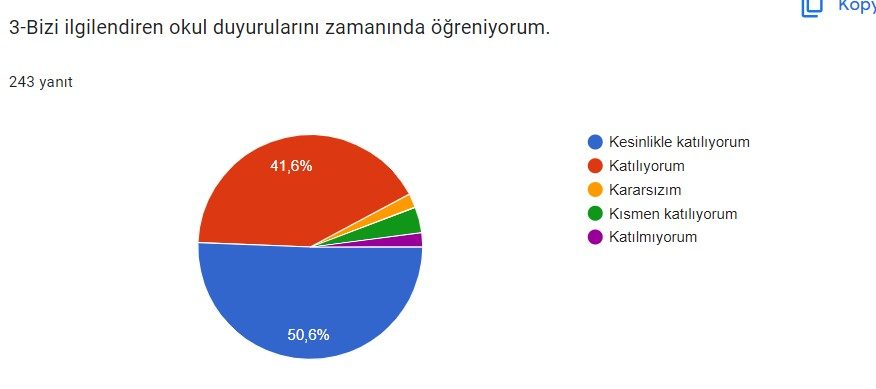 Kopy
3-Bizi ilgilendiren okul duyurularını zamanında öğreniyorum.
243 yanıt
Kesinlikle katılıyorum
Katılıyorum
Kararsızım
Kısmen katılıyorum
Katılmıyorum
41,6%
50,6%